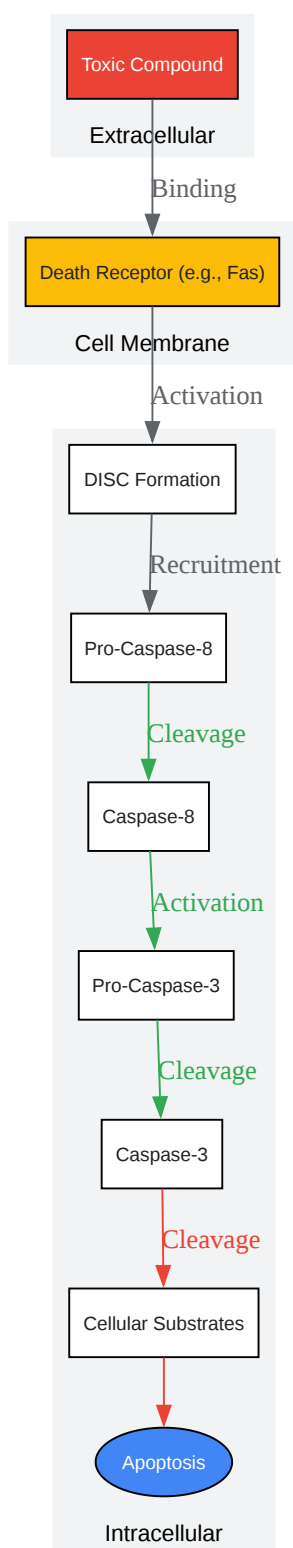 Toxic Compound
Extracellular
Binding
Death Receptor (e.g., Fas)
Cell Membrane
Activation
DISC Formation
Recruitment
Pro-Caspase-8
Cleavage
Caspase-8
Activation
Pro-Caspase-3
Cleavage
Caspase-3
Cleavage
Cellular Substrates
Apoptosis
Intracellular